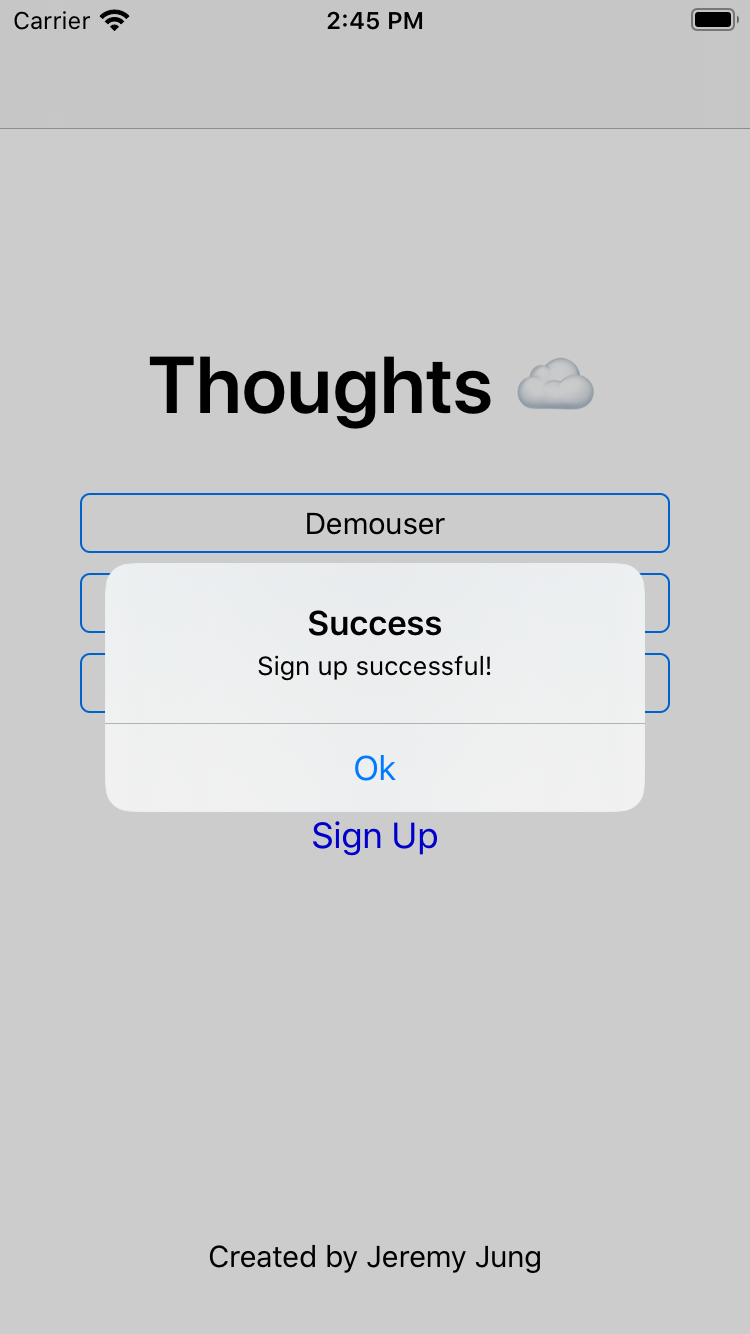 Carrier 2:45 PM
Thoughts ☁️
Demouser
Success
Sign up successful!
Ok
Sign Up
Created by Jeremy Jung